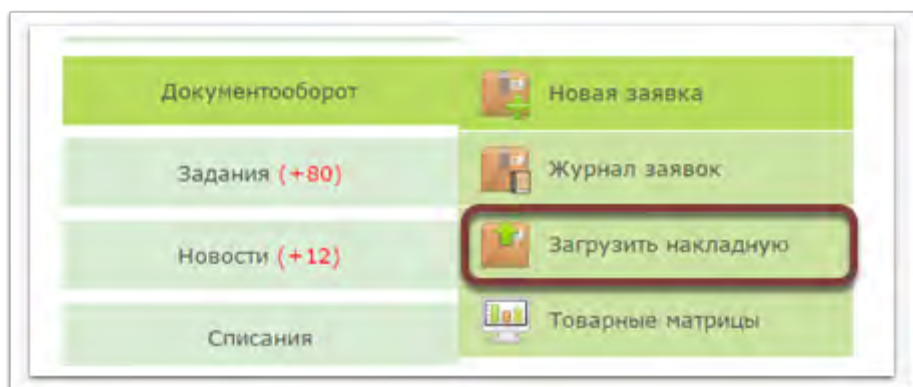 Документооборот
Задания (+80)
Новости (+12)
Списания
Новая заявка
Журнал заявок
Загрузить накладную
Товарные матрицы